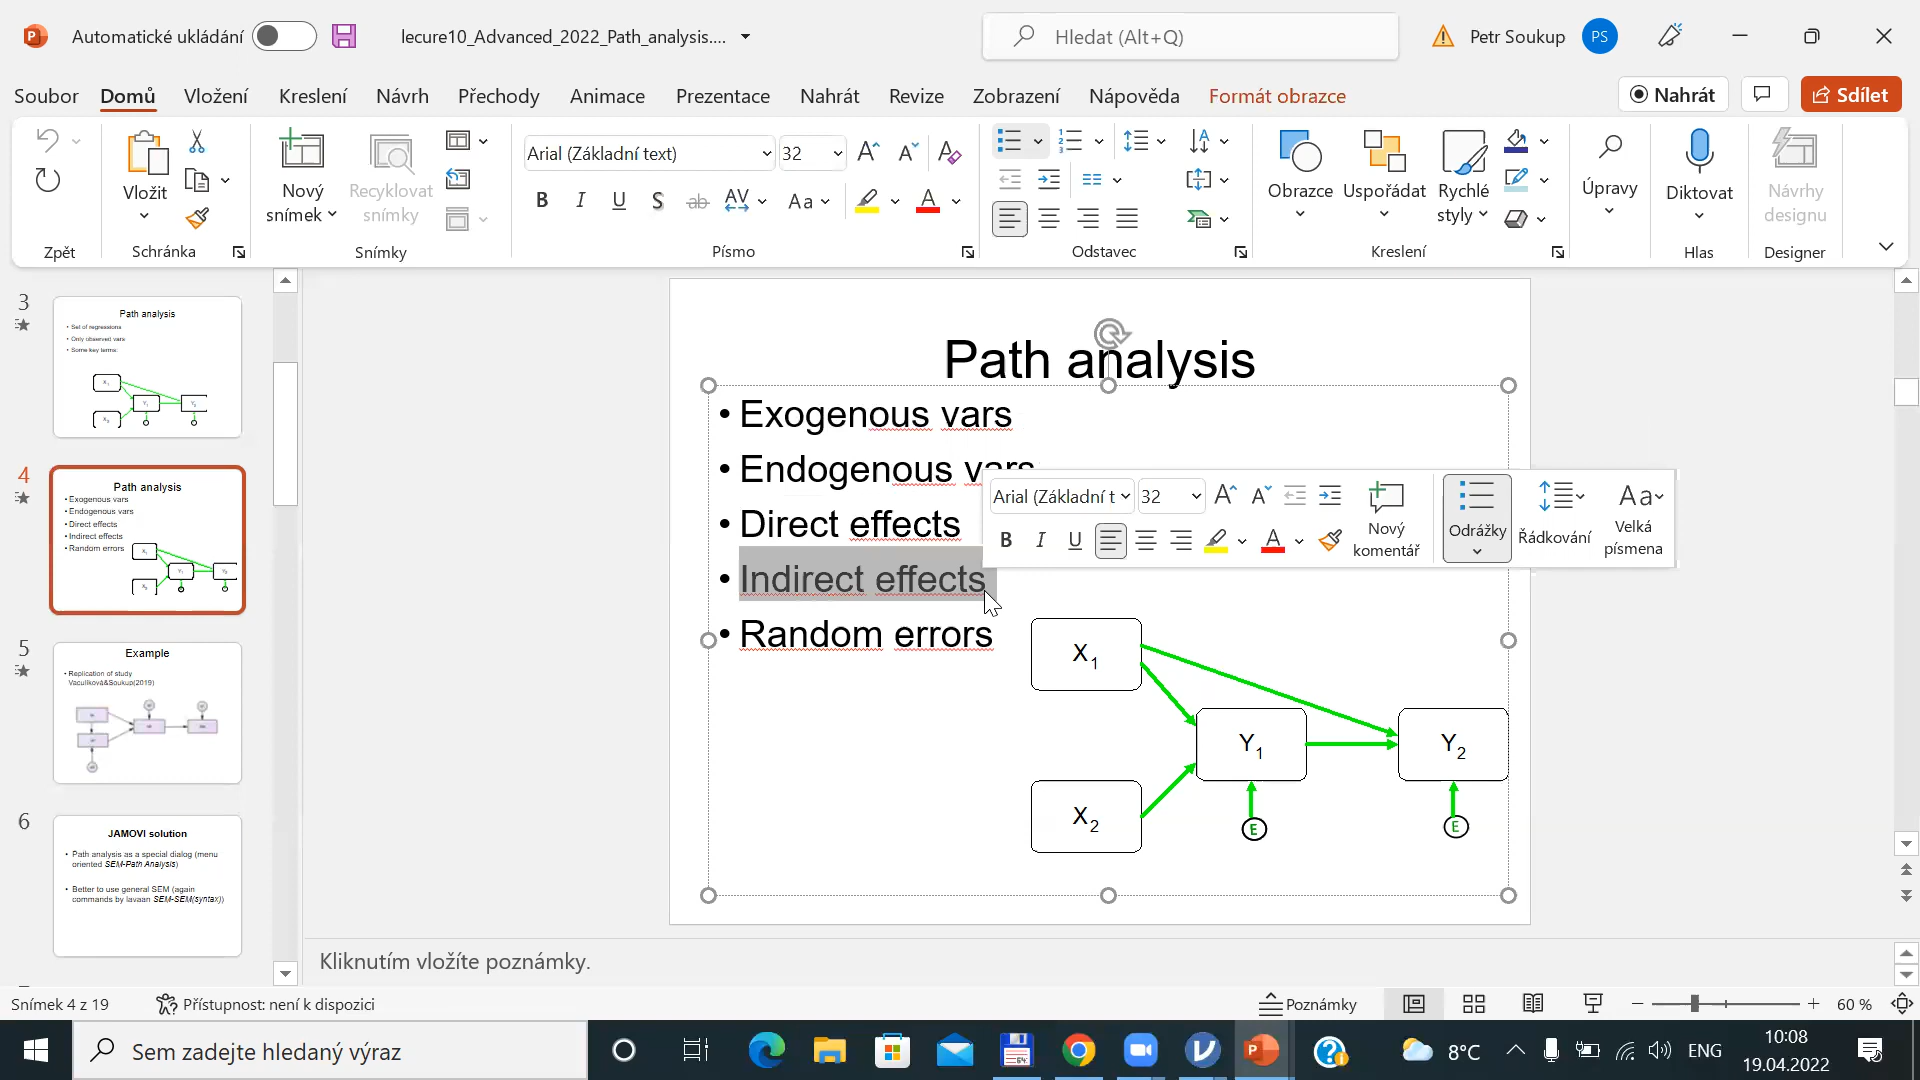 Automatické ukládání
lecure10_Advanced_2022_Path_analysis....
Hledat (Alt+Q)
Petr Soukup
PS
Soubor Domů Vložení Kreslení Návrh Přechody Animace Prezentace Nahrát Revize Zobrazení Nápověda Formát obrazce
Nahrát
Sdílet
Vložit
Nový snímek
Recyklovat snímky
Arial (Základní text)
32
Obrazce
Uspořádat
Rychlé styly
Úpravy
Diktovat
Návrhy designu
Zpět
Schránka
Snímky
Písmo
Odstavec
Kreslení
Hlas
Designer
3
Path analysis
• Set of regressions
• Only observed vars
• Some key terms:
X1
Y1
Y2
X2
4
Path analysis
• Exogenous vars
• Endogenous vars
• Direct effects
• Indirect effects
• Random errors
X1
Y1
Y2
X2
5
Example
• Replication of study
Vaculíková&Soukup(2019)
6
JAMOVI solution
• Path analysis as a special dialog (menu
oriented SEM-Path Analysis)
• Better to use general SEM (again
commands by lavaan SEM-SEM(syntax))
Path analysis
• Exogenous vars
• Endogenous vars
• Direct effects
• Indirect effects
• Random errors
Arial (Základní t
32
Nový komentář
Odrážky
Řádkování
Velká písmena
X1
Y1
Y2
X2
E
E
Kliknutím vložíte poznámky.
Snímek 4 z 19
Přístupnost: není k dispozici
Poznámky
60 %
Sem zadejte hledaný výraz
8°C
ENG
10:08
19.04.2022